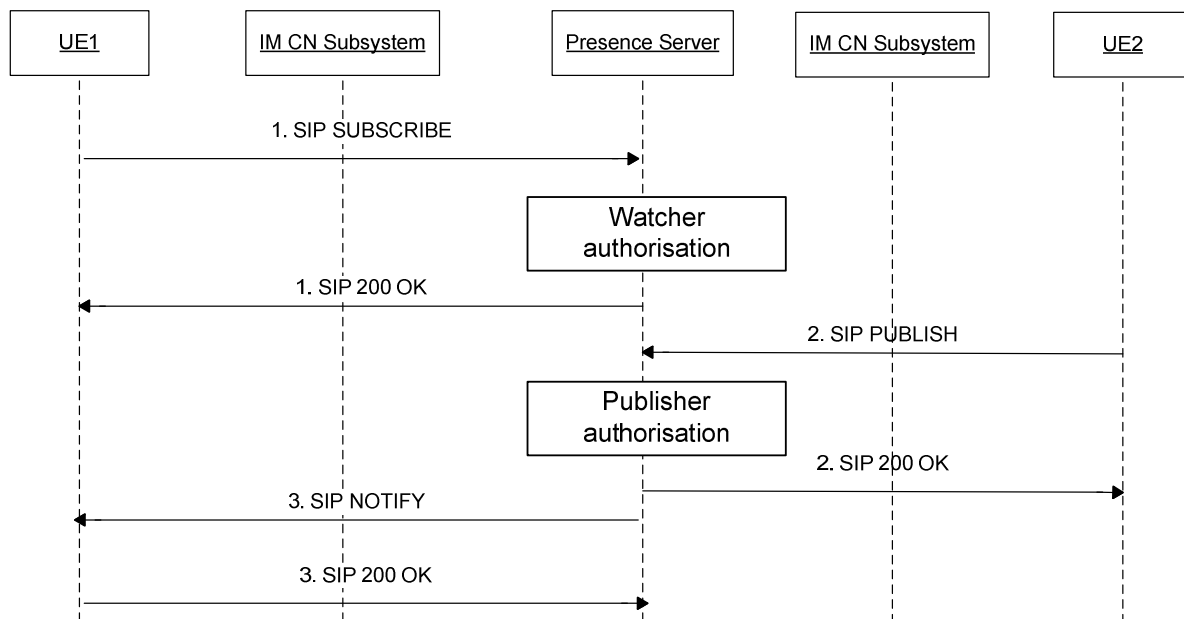 UE1
IM CN Subsystem
Presence Server
IM CN Subsystem
UE2
1. SIP SUBSCRIBE
Watcher
authorisation
1. SIP 200 OK
2. SIP PUBLISH
Publisher
authorisation
2. SIP 200 OK
3. SIP NOTIFY
3. SIP 200 OK